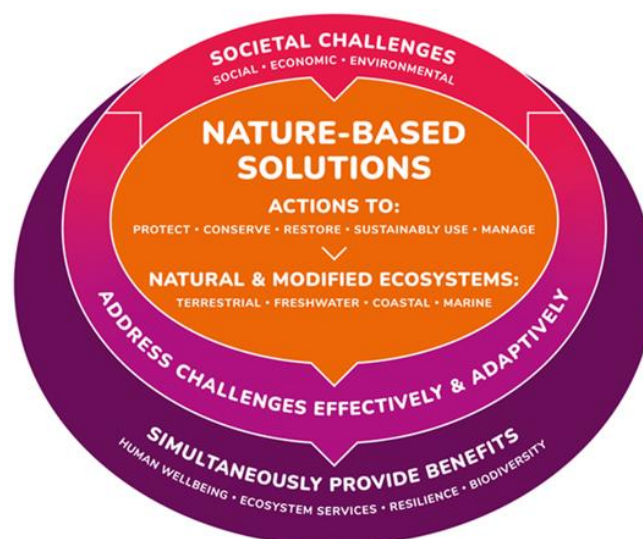 SOCIETAL CHALLENGES
SOCIAL • ECONOMIC • ENVIRONMENTAL
NATURE-BASED
SOLUTIONS
ACTIONS TO:
PROTECT • CONSERVE • RESTORE • SUSTAINABLY USE • MANAGE
NATURAL & MODIFIED ECOSYSTEMS:
TERRESTRIAL • FRESHWATER • COASTAL • MARINE
ADDRESS CHALLENGES EFFECTIVELY & ADAPTIVELY
SIMULTANEOUSLY PROVIDE BENEFITS
HUMAN WELLBEING • ECOSYSTEM SERVICES • RESILIENCE • BIODIVERSITY